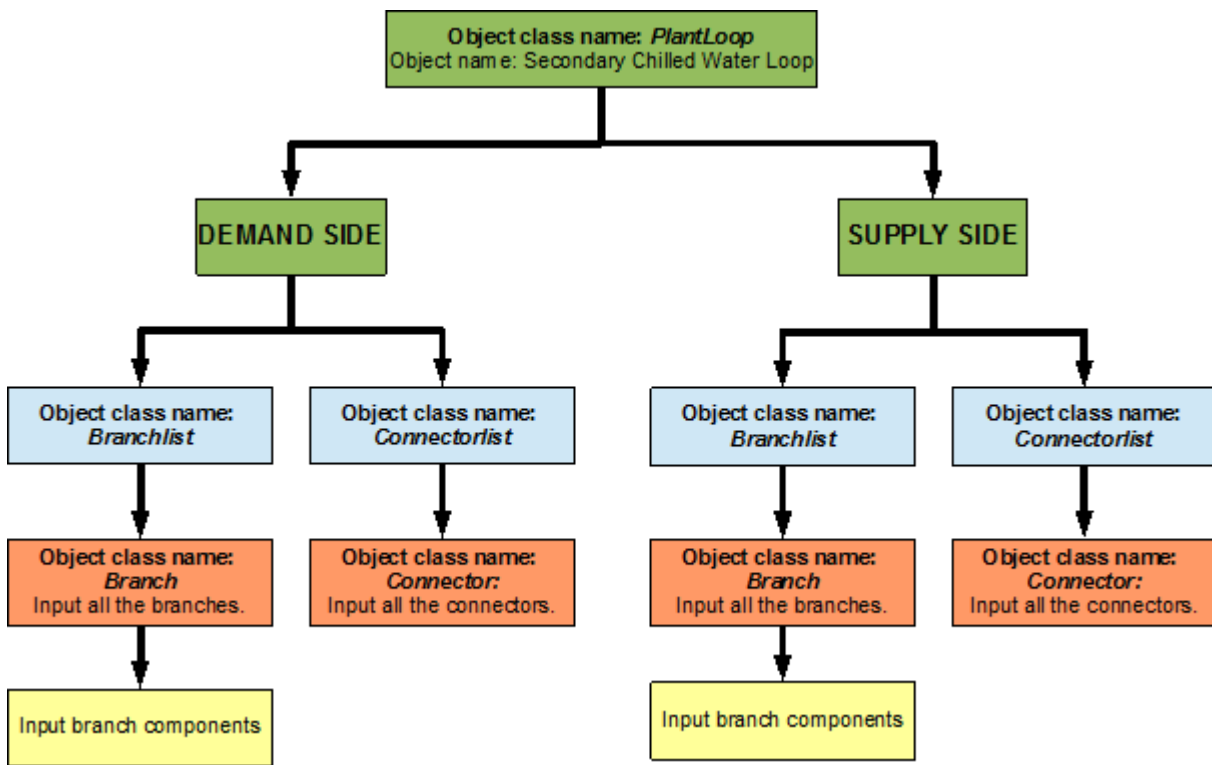 Object class name: PlantLoop
Object name: Secondary Chilled Water Loop
DEMAND SIDE
SUPPLY SIDE
Object class name:
Branchlist
Object class name:
Connectorlist
Object class name:
Branchlist
Object class name:
Connectorlist
Object class name:
Branch
Input all the branches.
Object class name:
Connector:
Input all the connectors.
Object class name:
Branch
Input all the branches.
Object class name:
Connector:
Input all the connectors.
Input branch components
Input branch components